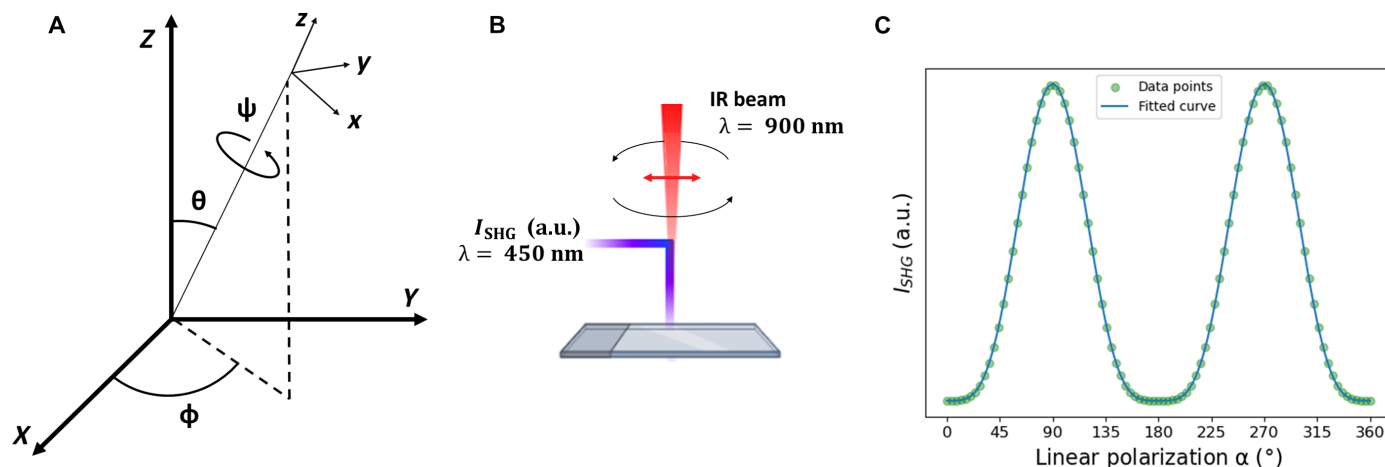 A
Z
z
y
x
ψ
θ
Y
X
ϕ
B
IR beam
λ = 900 nm
I_SHG (a.u.)
λ = 450 nm
C
Data points
Fitted curve
I_SHG (a.u.)
0 45 90 135 180 225 270 315 360
Linear polarization α (°)